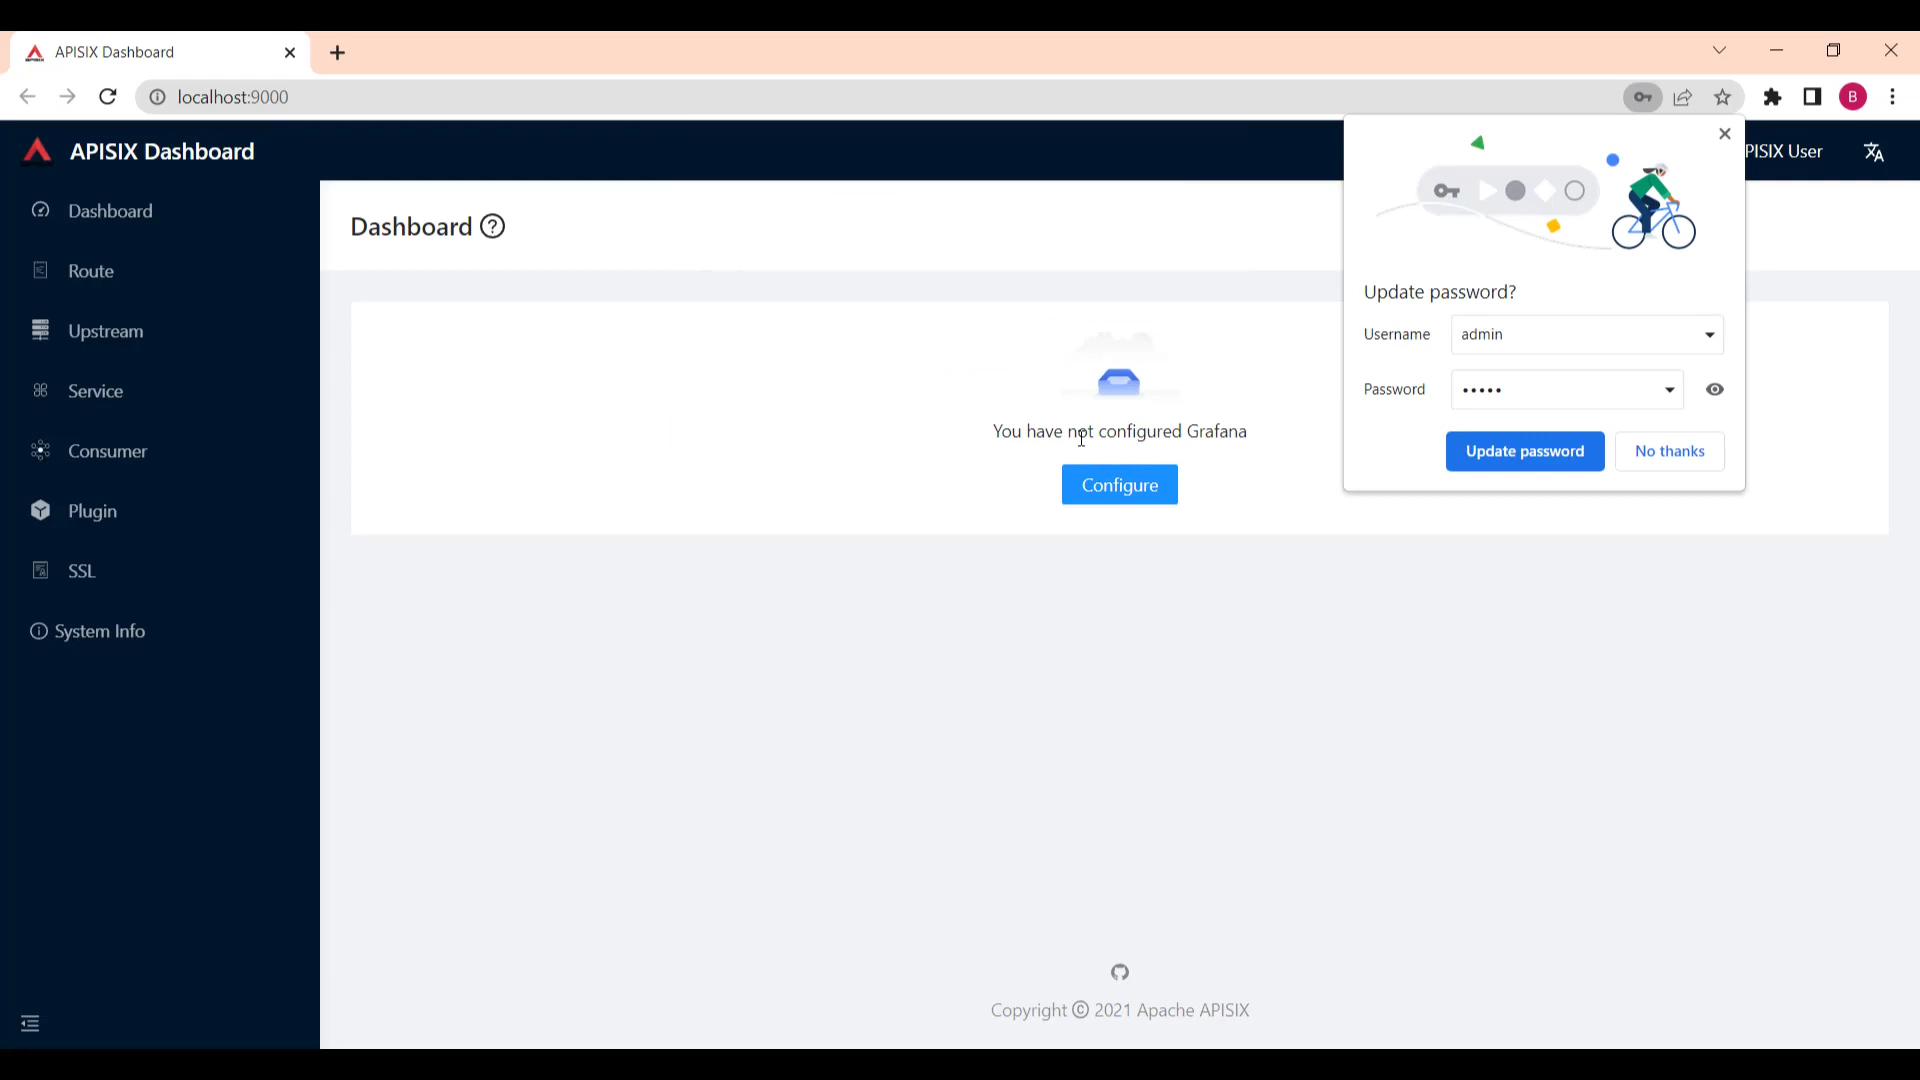 APISIX Dashboard
localhost:9000
B
APISIX Dashboard
PISIX User
Dashboard
Route
Upstream
Service
Consumer
Plugin
SSL
System Info
Dashboard
You have not configured Grafana
Configure
Update password?
Username admin
Password •••••
Update password No thanks
Copyright © 2021 Apache APISIX